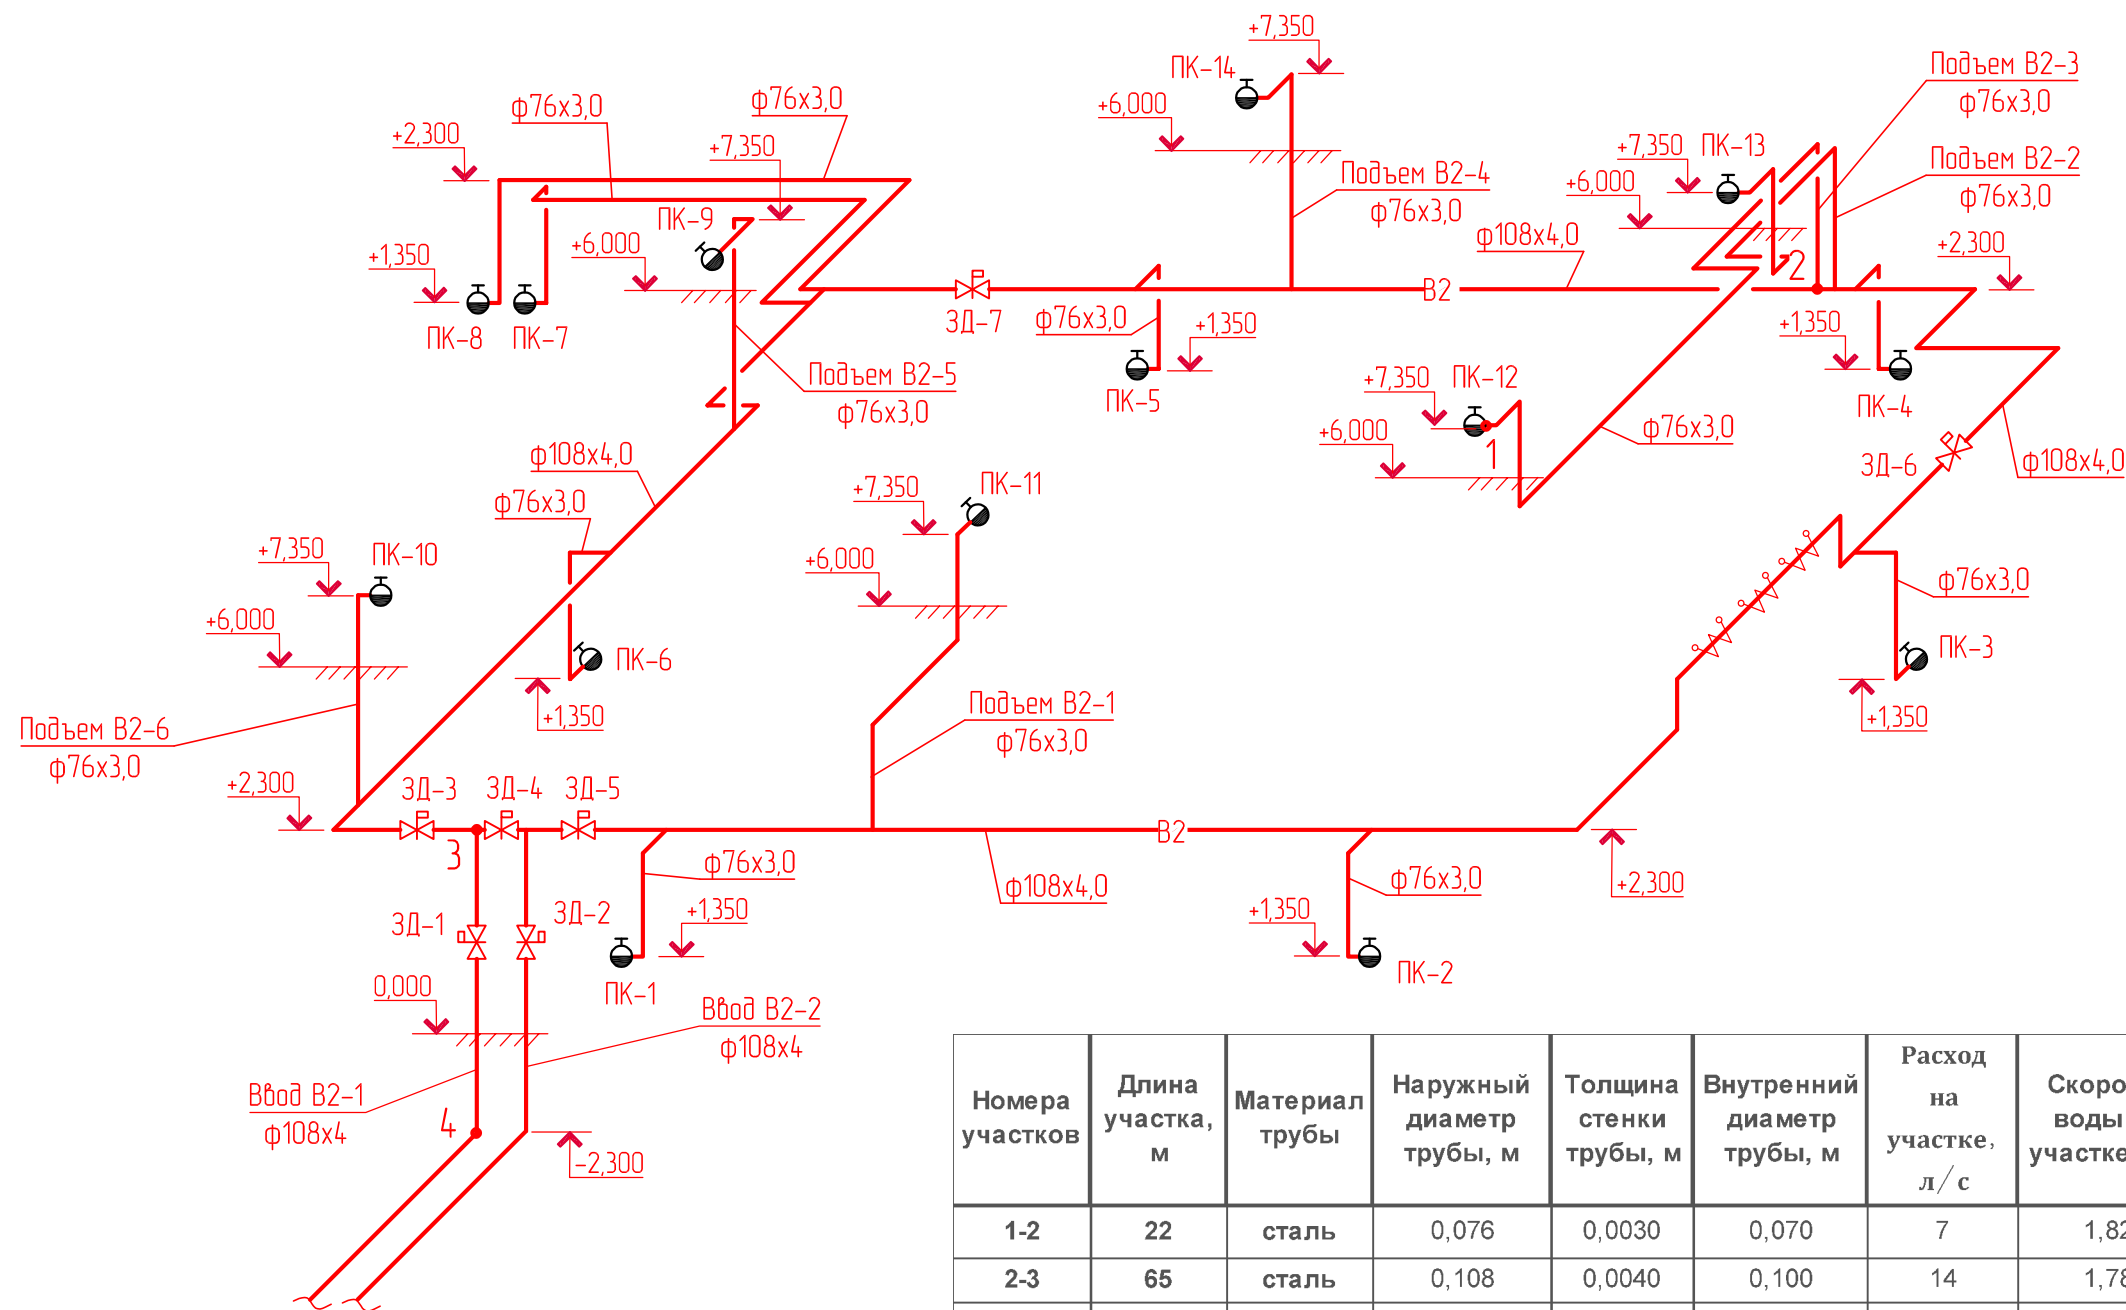 +7,350
ПК-14
Подъем В2-3
ф76х3,0
ф76х3,0
ф76х3,0
+6,000
+2,300
+7,350
+7,350
ПК-13
Подъем В2-2
ф76х3,0
+6,000
Подъем В2-4
ф76х3,0
ПК-9
+6,000
+1,350
ф108х4,0
+2,300
2
В2
ПК-8
ПК-7
ЗД-7
ф76х3,0
+1,350
+1,350
Подъем В2-5
ф76х3,0
ПК-5
+7,350
ПК-12
ПК-4
+6,000
1
ф76х3,0
ЗД-6
ф108х4,0
ф108х4,0
ф76х3,0
+7,350
ПК-11
+7,350
ПК-10
+6,000
ф76х3,0
+6,000
ПК-6
ПК-3
+1,350
+1,350
Подъем В2-6
ф76х3,0
Подъем В2-1
ф76х3,0
+2,300
ЗД-3
ЗД-4
ЗД-5
3
В2
ф76х3,0
ф108х4,0
ф76х3,0
+2,300
ЗД-1
ЗД-2
+1,350
+1,350
ПК-1
ПК-2
0,000
Ввод В2-2
ф108х4
Ввод В2-1
ф108х4
4
-2,300
Номера участков
Длина участка, м
Материал трубы
Наружный диаметр трубы, м
Толщина стенки трубы, м
Внутренний диаметр трубы, м
Расход на участке, л/с
Скоро
воды
участке
1-2 22 сталь 0,076 0,0030 0,070 7 1,82
2-3 65 сталь 0,108 0,0040 0,100 14 1,78